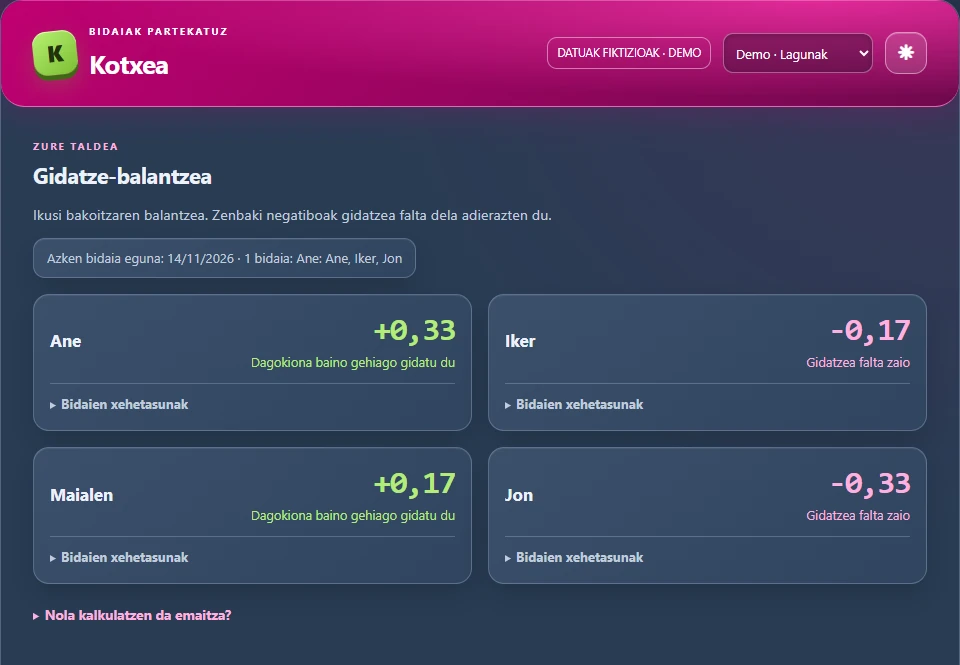 K
BIDAIAK PARTEKATUZ
Kotxea
DATUAK FIKTIZIOAK · DEMO
Demo · Lagunak
ZURE TALDEA
Gidatze-balantzea
Ikusi bakoitzaren balantzea. Zenbaki negatiboak gidatzea falta dela adierazten du.
Azken bidaia eguna: 14/11/2026 · 1 bidaia: Ane: Ane, Iker, Jon
Ane
+0,33
Dagokiona baino gehiago gidatu du
Bidaien xehetasunak
Iker
-0,17
Gidatzea falta zaio
Bidaien xehetasunak
Maialen
+0,17
Dagokiona baino gehiago gidatu du
Bidaien xehetasunak
Jon
-0,33
Gidatzea falta zaio
Bidaien xehetasunak
Nola kalkulatzen da emaitza?